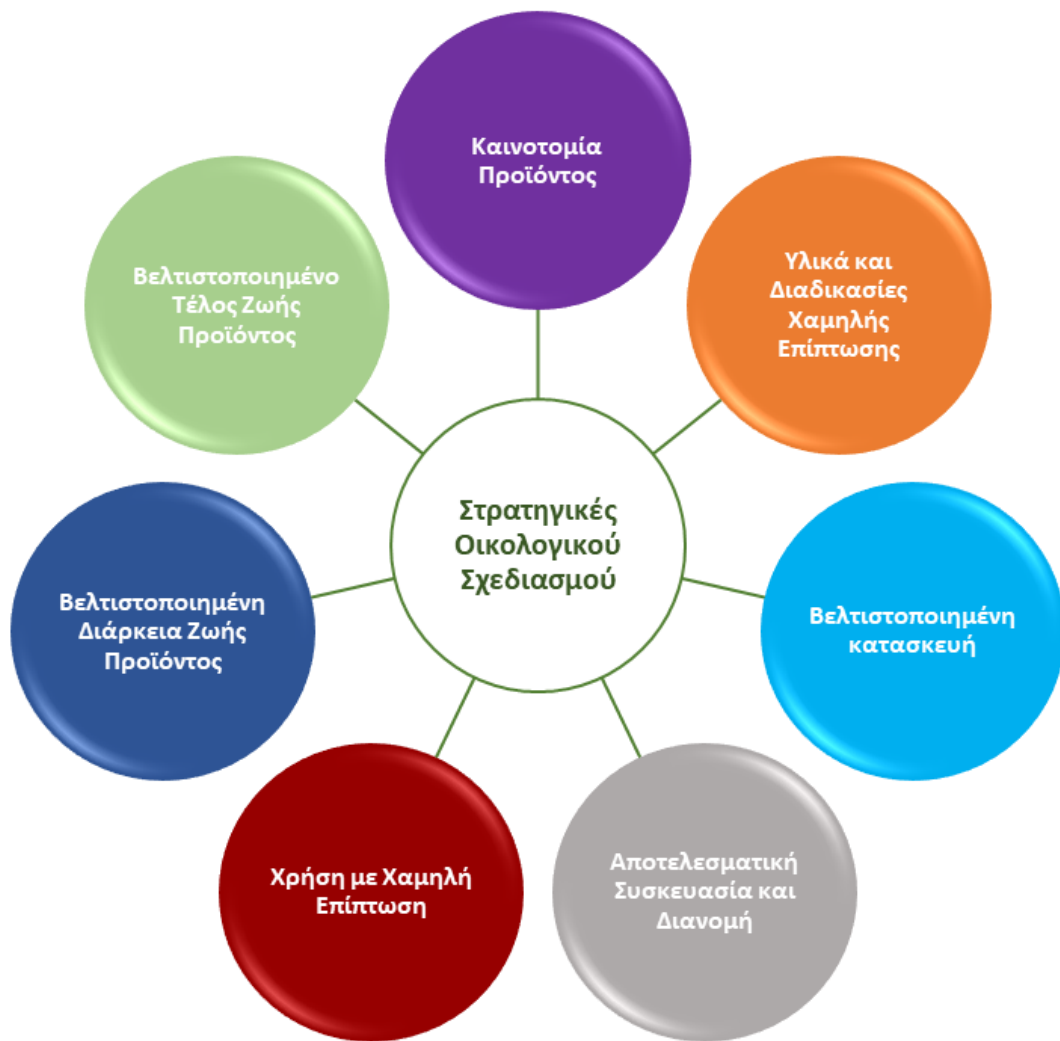 Καινοτομία
Προϊόντος
Υλικά και
Διαδικασίες
Χαμηλής
Επίπτωσης
Βελτιστοποιημένη
κατασκευή
Αποτελεσματική
Συσκευασία και
Διανομή
Χρήση με Χαμηλή
Επίπτωση
Βελτιστοποιημένη
Διάρκεια Ζωής
Προϊόντος
Βελτιστοποιημένο
Τέλος Ζωής
Προϊόντος
Στρατηγικές
Οικολογικού
Σχεδιασμού